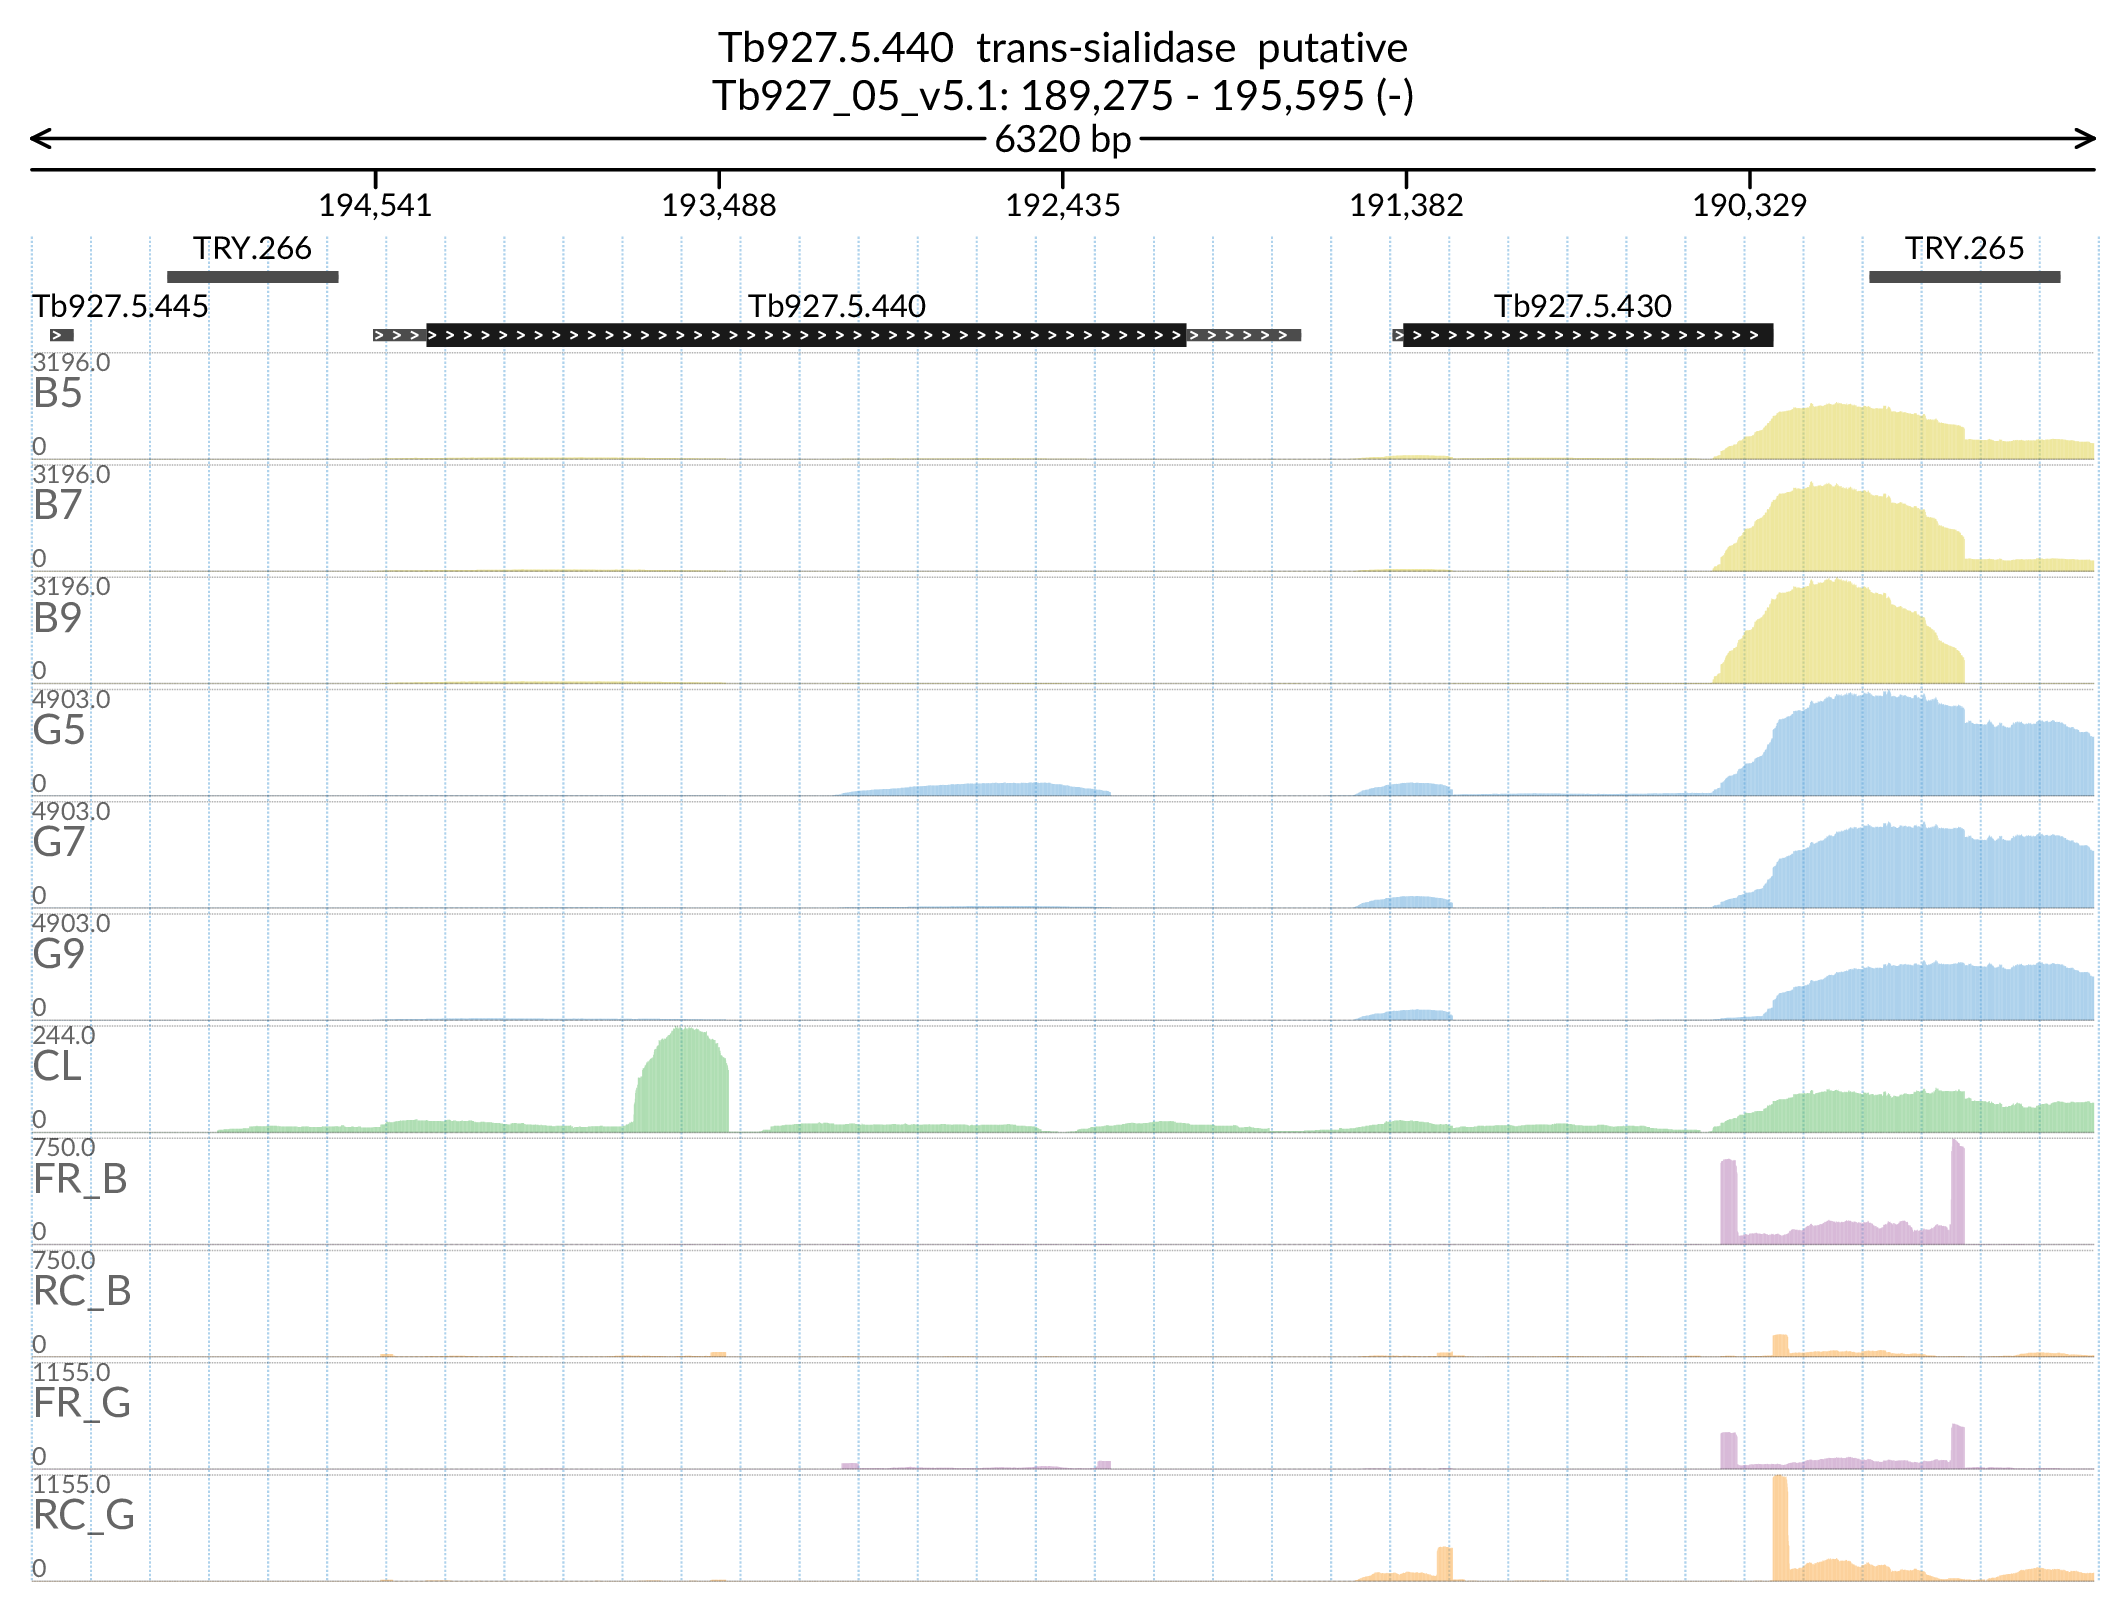 Tb927.5.440 trans-sialidase putative
Tb927_05_v5.1: 189,275 - 195,595 (-)
6320 bp
194,541 193,488 192,435 191,382 190,329
TRY.266 TRY.265
Tb927.5.445 Tb927.5.440 Tb927.5.430
3196.0
B5
0
3196.0
B7
0
3196.0
B9
0
4903.0
G5
0
4903.0
G7
0
4903.0
G9
0
244.0
CL
0
750.0
FR_B
0
750.0
RC_B
0
1155.0
FR_G
0
1155.0
RC_G
0